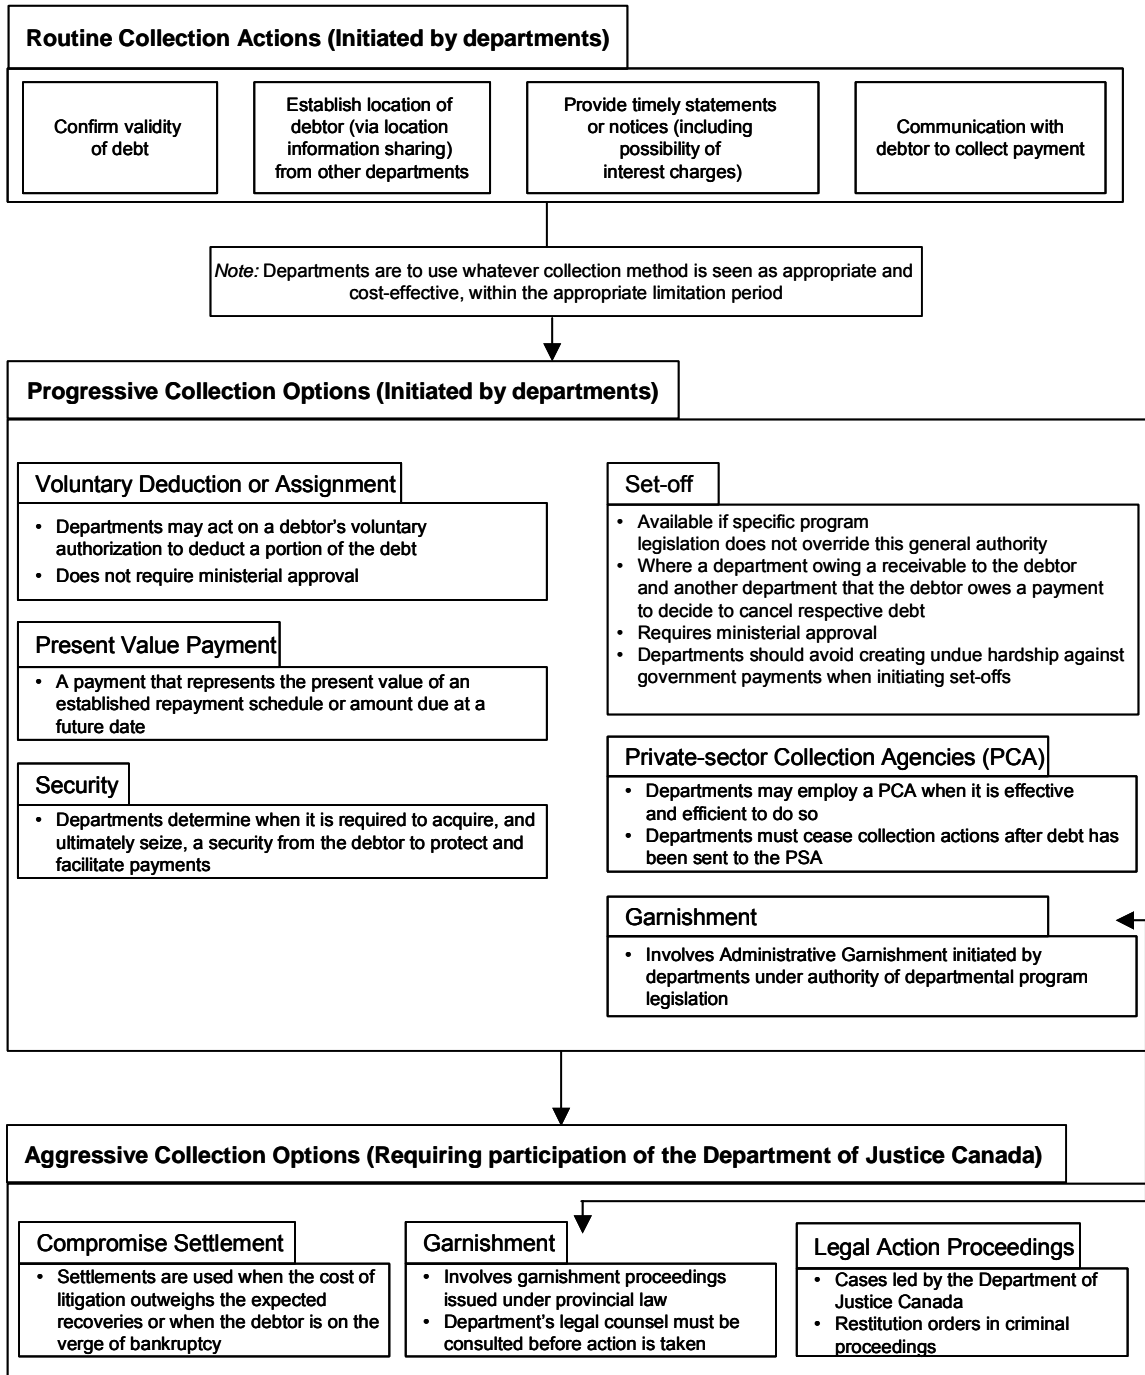 Routine Collection Actions (Initiated by departments)
Confirm validity
of debt
Establish location of
debtor (via location
information sharing)
from other departments
Provide timely statements
or notices (including
possibility of
interest charges)
Communication with
debtor to collect payment
Note: Departments are to use whatever collection method is seen as appropriate and
cost-effective, within the appropriate limitation period
Progressive Collection Options (Initiated by departments)
Voluntary Deduction or Assignment
• Departments may act on a debtor's voluntary
authorization to deduct a portion of the debt
• Does not require ministerial approval
Present Value Payment
• A payment that represents the present value of an
established repayment schedule or amount due at a
future date
Security
• Departments determine when it is required to acquire, and
ultimately seize, a security from the debtor to protect and
facilitate payments
Set-off
• Available if specific program
legislation does not override this general authority
• Where a department owing a receivable to the debtor
and another department that the debtor owes a payment
to decide to cancel respective debt
• Requires ministerial approval
• Departments should avoid creating undue hardship against
government payments when initiating set-offs
Private-sector Collection Agencies (PCA)
• Departments may employ a PCA when it is effective
and efficient to do so
• Departments must cease collection actions after debt has
been sent to the PSA
Garnishment
• Involves Administrative Garnishment initiated by
departments under authority of departmental program
legislation
Aggressive Collection Options (Requiring participation of the Department of Justice Canada)
Compromise Settlement
• Settlements are used when the cost of
litigation outweighs the expected
recoveries or when the debtor is on the
verge of bankruptcy
Garnishment
• Involves garnishment proceedings
issued under provincial law
• Department's legal counsel must be
consulted before action is taken
Legal Action Proceedings
• Cases led by the Department of
Justice Canada
• Restitution orders in criminal
proceedings